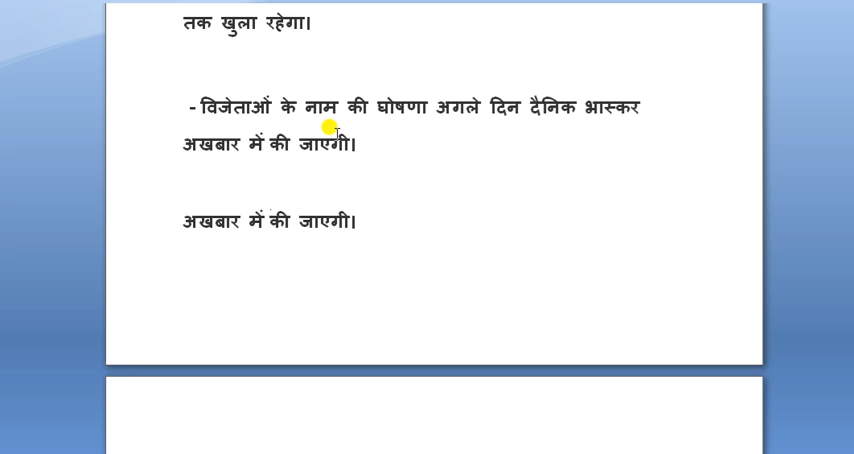 तक खुला रहेगा।
- विजेताओं के नाम की घोषणा अगले दिन दैनिक भास्कर
अखबार में की जाएगी।
अखबार में की जाएगी।